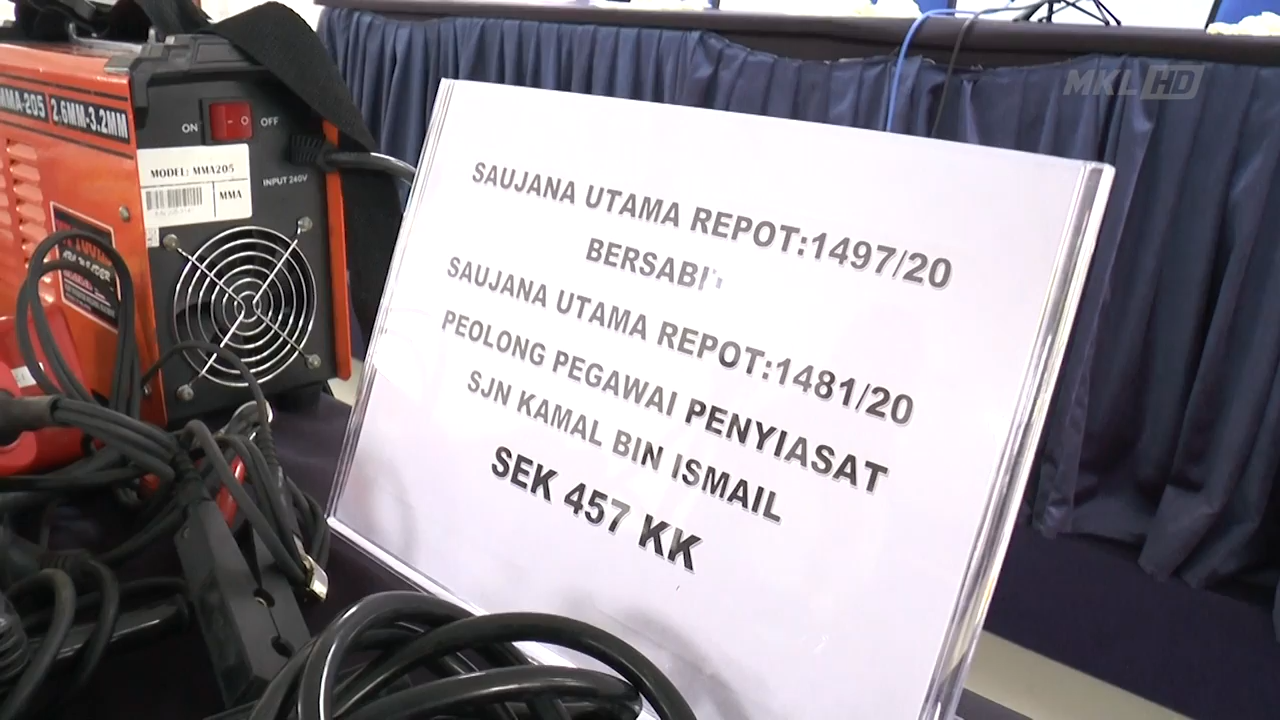 MKL HD
MMA-205 2.6MM-3.2MM
ON OFF
MODEL: MMA205
MMA
INPUT 240V
SAUJANA UTAMA REPOT:1497/20
SAUJANA UTAMA REPOT:1481/20
PEOLONG PEGAWAI PENYIASAT
SJN KAMAL BIN ISMAIL
SEK 457 KK